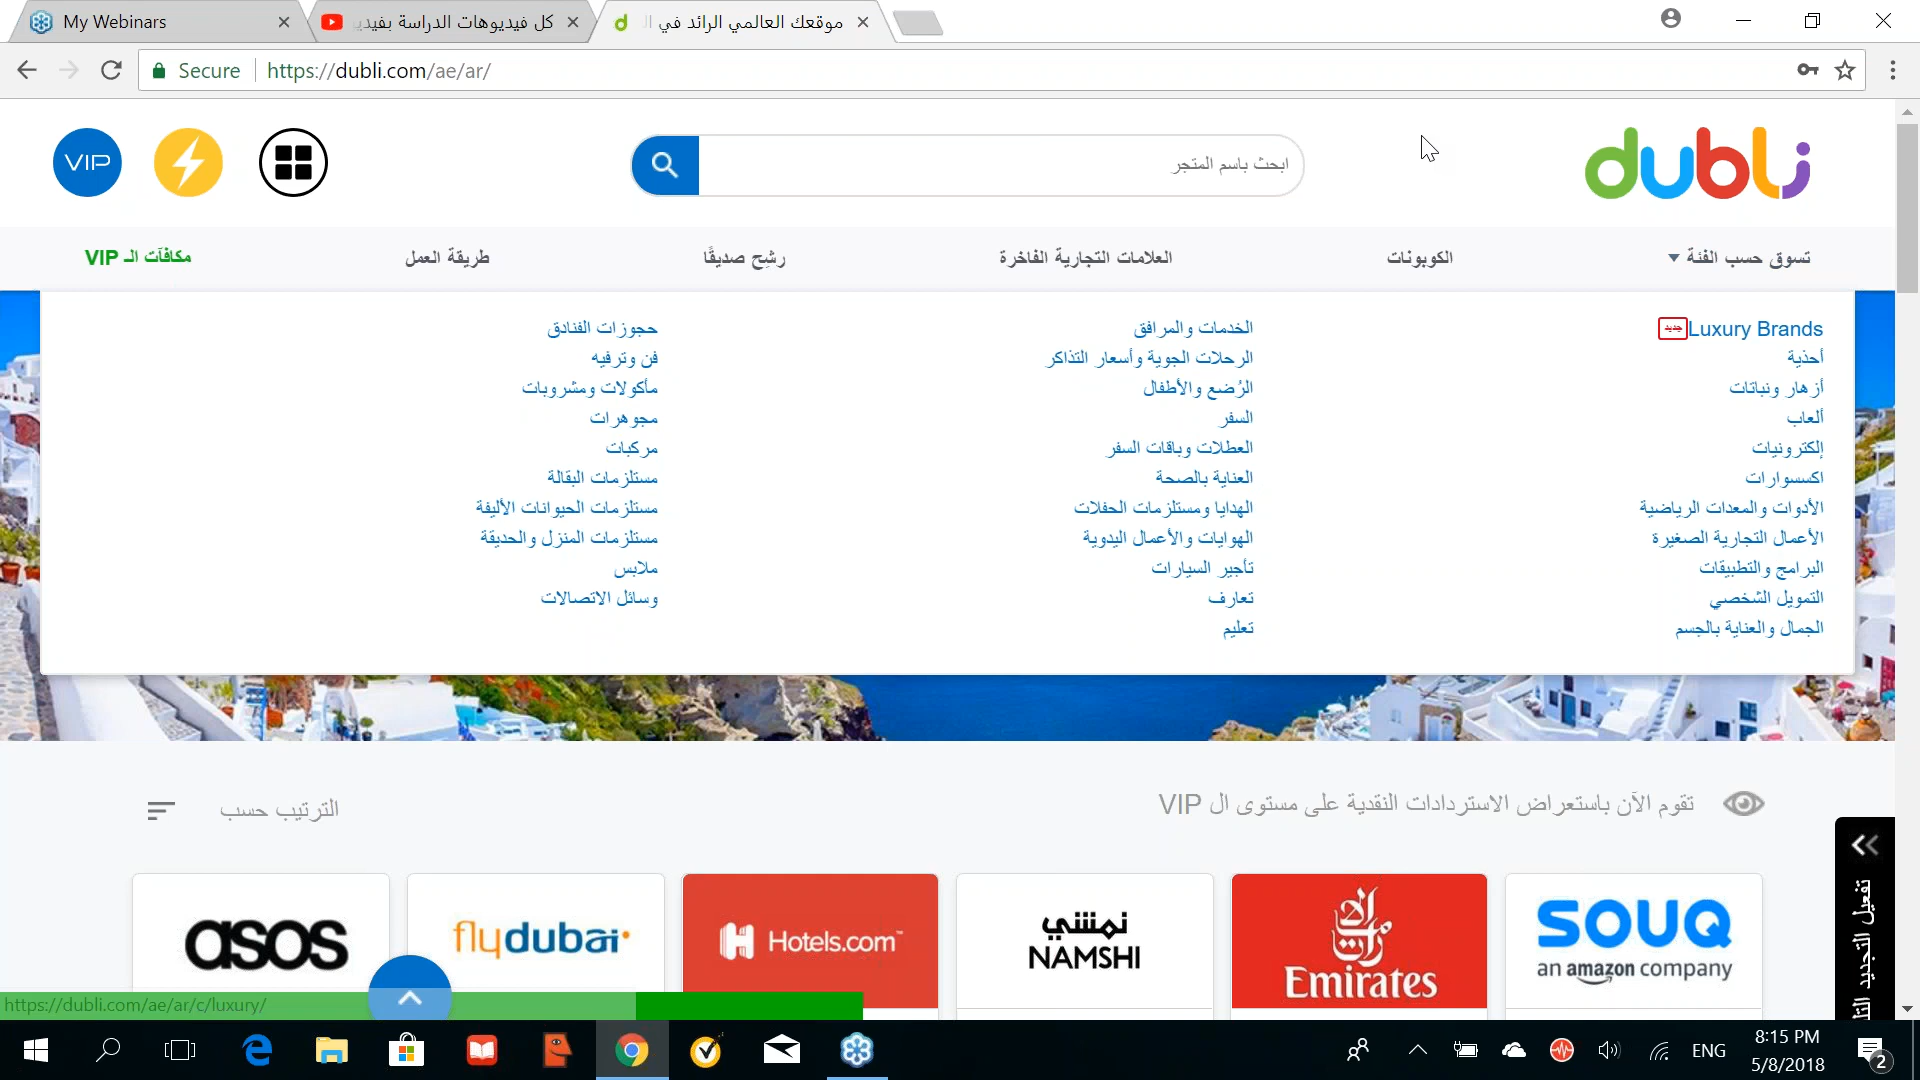 My Webinars
كل فيديوهات الدراسة بفيديو
موقعك العالمي الرائد في ال
Secure
https://dubli.com/ae/ar/
dubli
ابحث باسم المتجر
VIP
تسوق حسب الفئة
الكوبونات
العلامات التجارية الفاخرة
رشِح صديقًا
طريقة العمل
مكافآت الـ VIP
Luxury Brands جديد
أحذية
أزهار ونباتات
ألعاب
إلكترونيات
اكسسوارات
الأدوات والمعدات الرياضية
الأعمال التجارية الصغيرة
البرامج والتطبيقات
التمويل الشخصي
الجمال والعناية بالجسم
الخدمات والمرافق
الرحلات الجوية وأسعار التذاكر
الرُضع والأطفال
السفر
العطلات وباقات السفر
العناية بالصحة
الهدايا ومستلزمات الحفلات
الهوايات والأعمال اليدوية
تأجير السيارات
تعارف
تعليم
حجوزات الفنادق
فن وترفيه
مأكولات ومشروبات
مجوهرات
مركبات
مستلزمات البقالة
مستلزمات الحيوانات الأليفة
مستلزمات المنزل والحديقة
ملابس
وسائل الاتصالات
تقوم الآن باستعراض الاستردادات النقدية على مستوى ال VIP
الترتيب حسب
تفعيل التجديد
SOUQ
an amazon company
Emirates
نمشي
NAMSHI
Hotels.com
flydubai
asos
https://dubli.com/ae/ar/c/luxury/
ENG
8:15 PM
5/8/2018
2